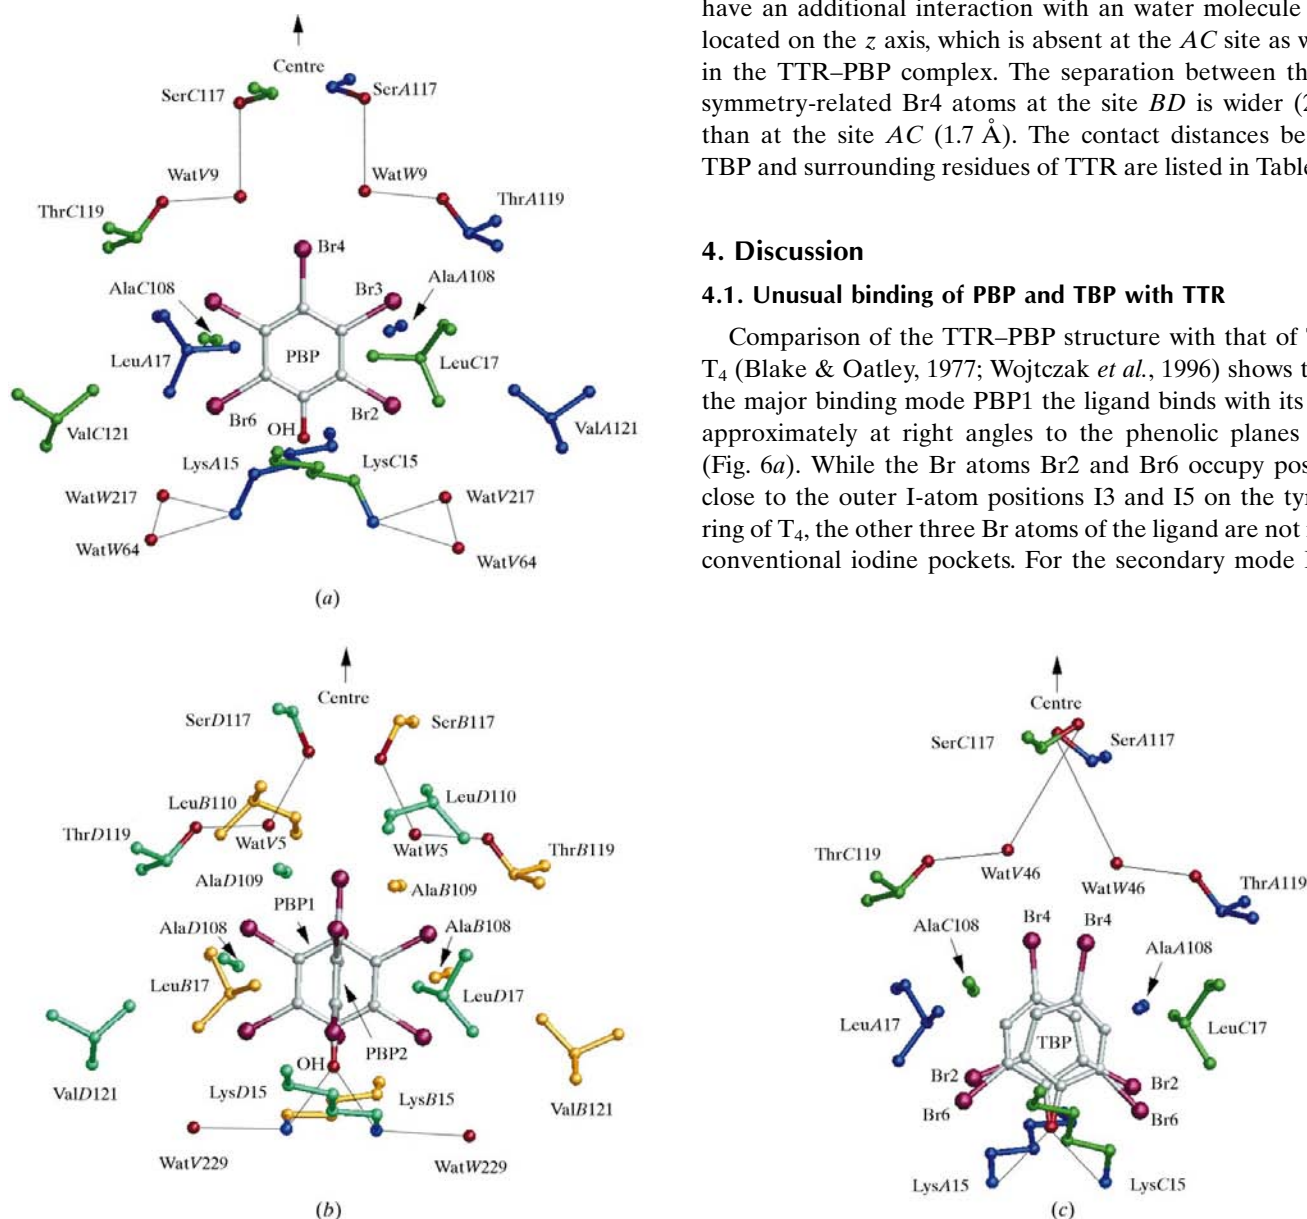 Centre
SerC117
SerA117
WatV9
WatW9
ThrC119
ThrA119
Br4
AlaC108
Br3
AlaA108
LeuA17
PBP
LeuC17
ValC121
Br6
Br2
ValA121
OH
LysA15
LysC15
WatW217
WatV217
WatW64
WatV64
(a)
have an additional interaction with an water molecule
located on the z axis, which is absent at the AC site as
in the TTR–PBP complex. The separation between
symmetry-related Br4 atoms at the site BD is wider
than at the site AC (1.7 Å). The contact distances
TBP and surrounding residues of TTR are listed in Table
4. Discussion
4.1. Unusual binding of PBP and TBP with TTR
Comparison of the TTR–PBP structure with that of
T₄ (Blake & Oatley, 1977; Wojtczak et al., 1996) shows
the major binding mode PBP1 the ligand binds with its
approximately at right angles to the phenolic planes
(Fig. 6a). While the Br atoms Br2 and Br6 occupy
close to the outer I-atom positions I3 and I5 on the
ring of T₄, the other three Br atoms of the ligand are not
conventional iodine pockets. For the secondary mode
Centre
SerD117
SerB117
LeuB110
LeuD110
ThrD119
WatV5
WatW5
ThrB119
AlaD109
AlaB109
PBP1
AlaD108
AlaB108
LeuB17
LeuD17
PBP2
OH
ValD121
LysD15
LysB15
ValB121
WatV229
WatW229
(b)
Centre
SerC117
SerA117
ThrC119
WatV46
WatW46
ThrA119
Br4
Br4
AlaC108
AlaA108
LeuA17
TBP
LeuC17
Br2
Br2
Br6
Br6
LysA15
LysC15
(c)